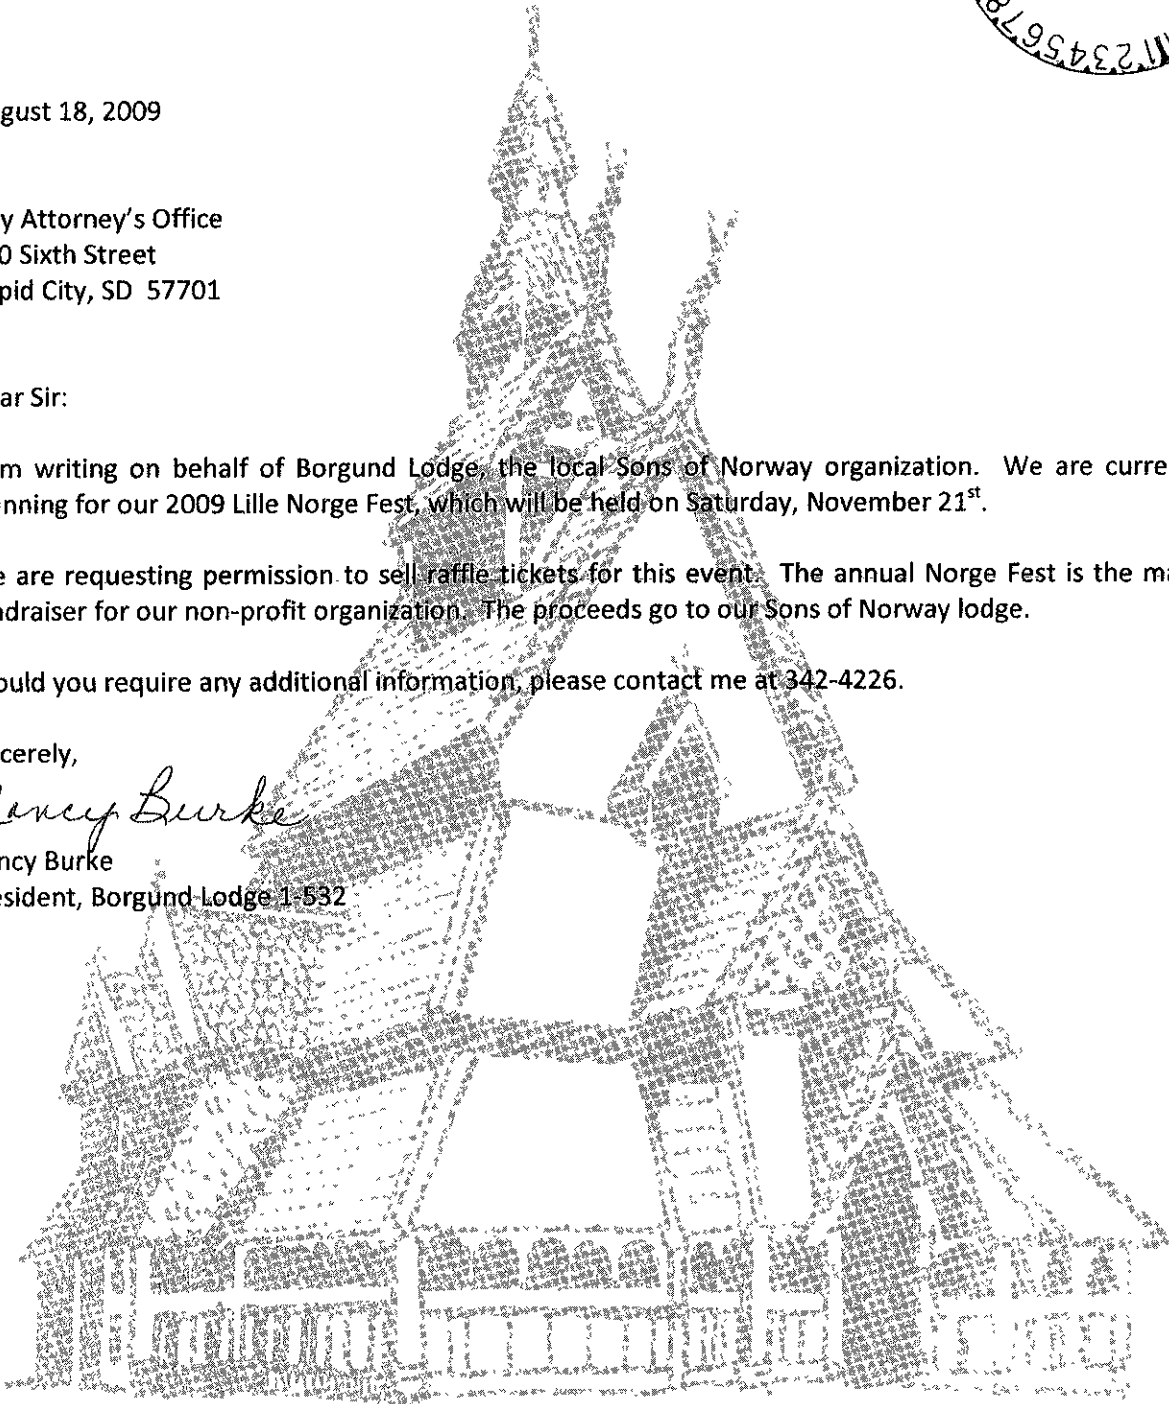 12345678
gust 18, 2009
y Attorney's Office
0 Sixth Street
pid City, SD 57701
ar Sir:
m writing on behalf of Borgund Lodge, the local Sons of Norway organization. We are curre
nning for our 2009 Lille Norge Fest, which will be held on Saturday, November 21st.
e are requesting permission to sell raffle tickets for this event. The annual Norge Fest is the ma
ndraiser for our non-profit organization. The proceeds go to our Sons of Norway lodge.
ould you require any additional information, please contact me at 342-4226.
cerely,
ancy Burke
ncy Burke
esident, Borgund Lodge 1-532